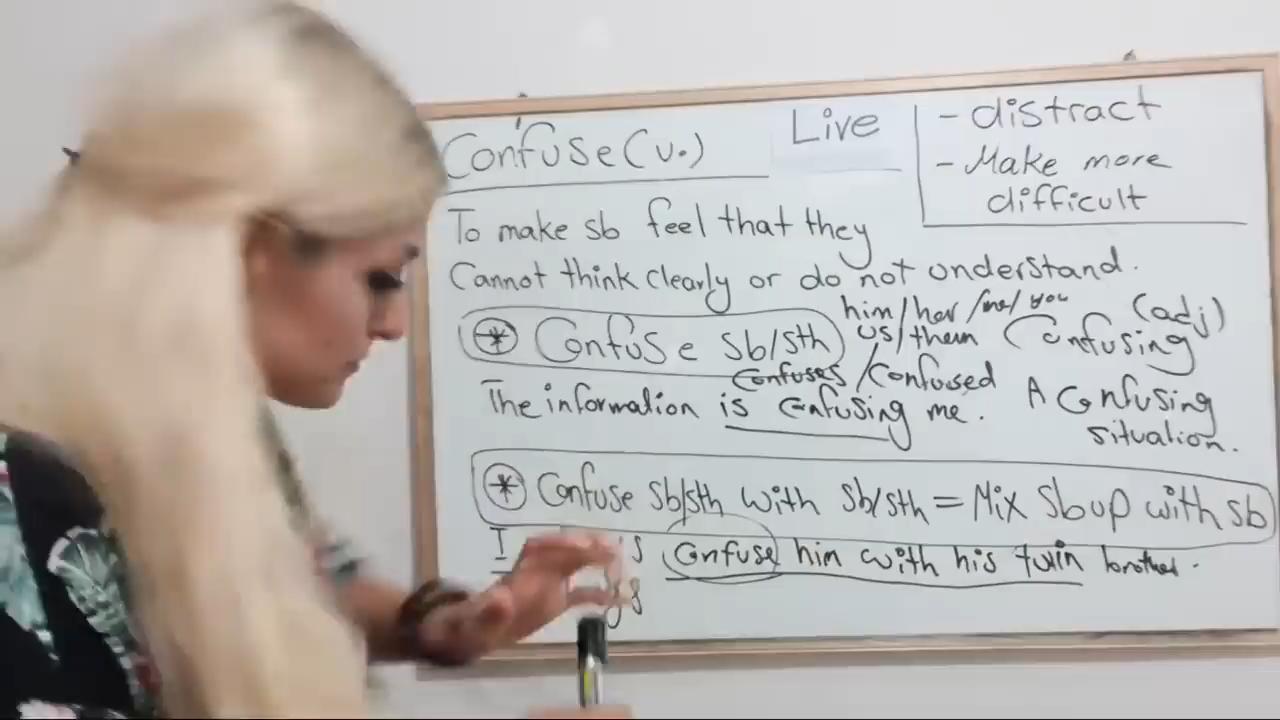 Confuse (v.)
Live
- distract
- Make more
difficult
To make sb feel that they
Cannot think clearly or do not understand.
* Confuse sb/sth
him/her/me/you
us/them
Confusing
(adj)
Confuses / Confused
The information is Confusing me.
A Confusing
situation.
* Confuse sb/sth with sb/sth = Mix sb up with sb
I Confuse him with his twin brother.